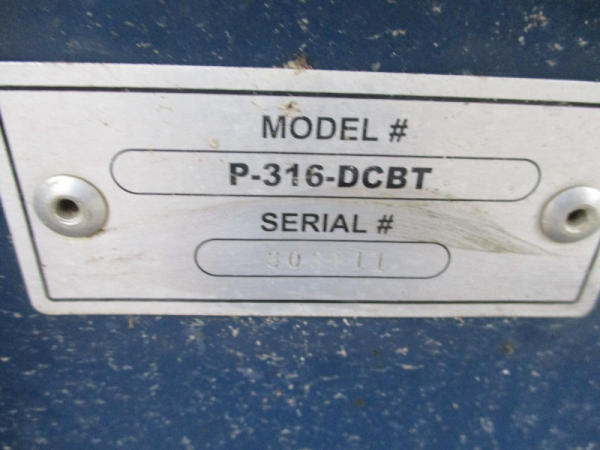 MODEL #
P-316-DCBT
SERIAL #